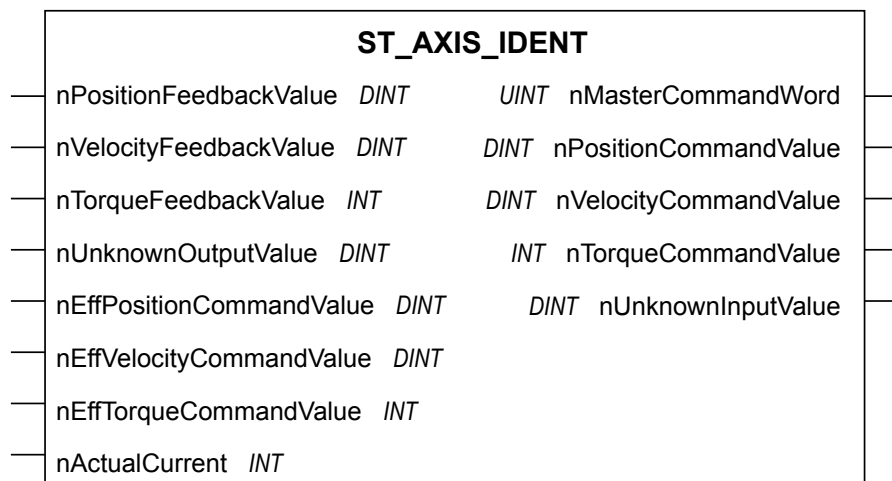 ST_AXIS_IDENT
nPositionFeedbackValue DINT UINT nMasterCommandWord
nVelocityFeedbackValue DINT DINT nPositionCommandValue
nTorqueFeedbackValue INT DINT nVelocityCommandValue
nUnknownOutputValue DINT INT nTorqueCommandValue
nEffPositionCommandValue DINT DINT nUnknownInputValue
nEffVelocityCommandValue DINT
nEffTorqueCommandValue INT
nActualCurrent INT